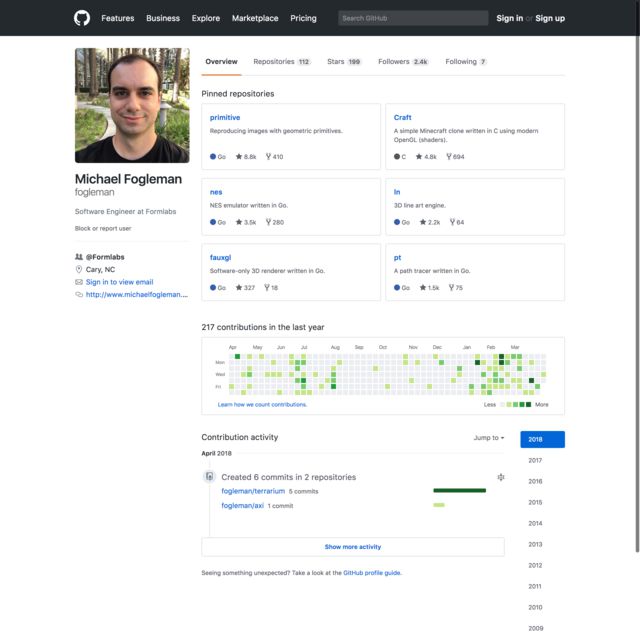 Features Business Explore Marketplace Pricing Search GitHub Sign in or Sign up
Overview Repositories 112 Stars 199 Followers 2.4k Following 7
Michael Fogleman
fogleman
Software Engineer at Formlabs
Block or report user
@Formlabs
Cary, NC
Sign in to view email
http://www.michaelfogleman....
Pinned repositories
primitive
Reproducing images with geometric primitives.
Go 8.8k 410
Craft
A simple Minecraft clone written in C using modern
OpenGL (shaders).
C 4.8k 694
nes
NES emulator written in Go.
Go 3.5k 280
ln
3D line art engine.
Go 2.2k 64
fauxgl
Software-only 3D renderer written in Go.
Go 327 18
pt
A path tracer written in Go.
Go 1.5k 75
217 contributions in the last year
Apr May Jun Jul Aug Sep Oct Nov Dec Jan Feb Mar
Mon
Wed
Fri
Learn how we count contributions. Less More
Contribution activity Jump to
April 2018
Created 6 commits in 2 repositories
fogleman/terrarium 5 commits
fogleman/axi 1 commit
Show more activity
Seeing something unexpected? Take a look at the GitHub profile guide.
2018
2017
2016
2015
2014
2013
2012
2011
2010
2009